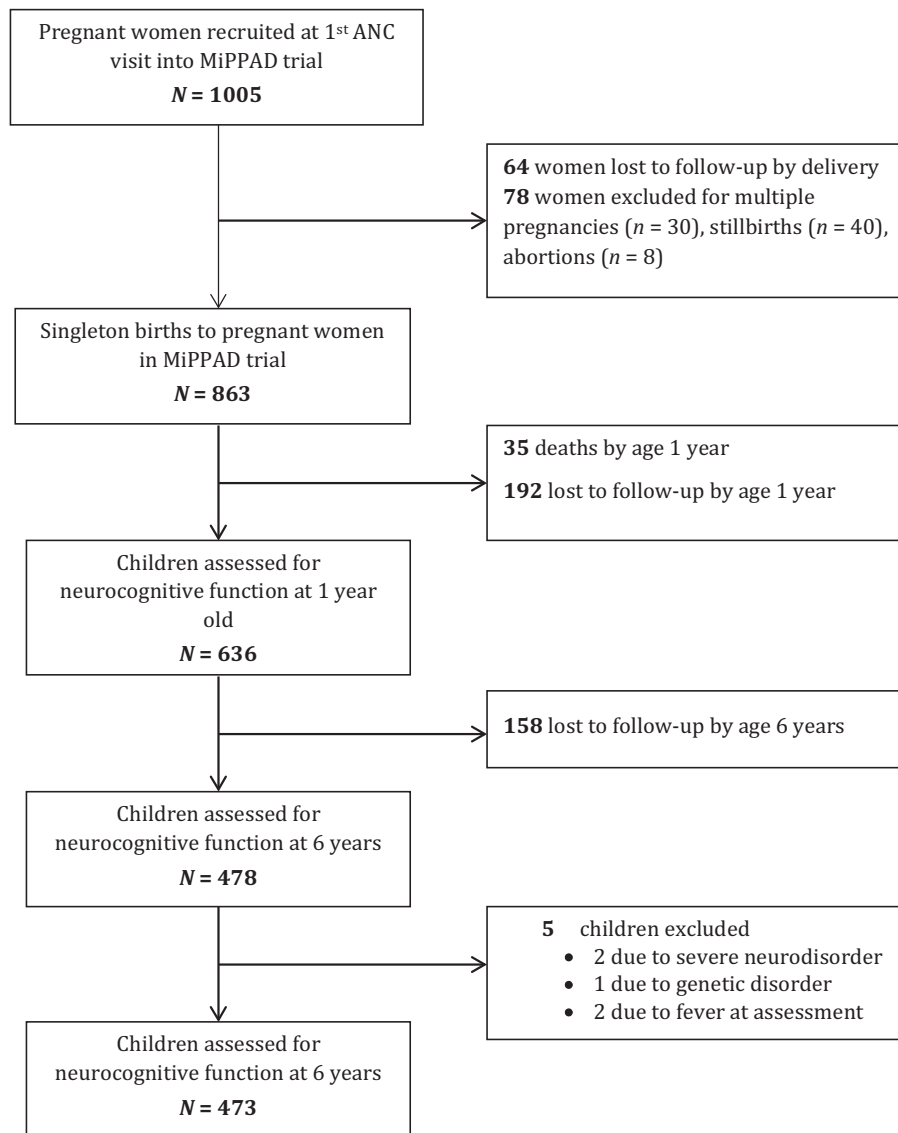 Pregnant women recruited at 1st ANC
visit into MiPPAD trial
N = 1005
64 women lost to follow-up by delivery
78 women excluded for multiple
pregnancies (n = 30), stillbirths (n = 40),
abortions (n = 8)
Singleton births to pregnant women
in MiPPAD trial
N = 863
35 deaths by age 1 year
192 lost to follow-up by age 1 year
Children assessed for
neurocognitive function at 1 year
old
N = 636
158 lost to follow-up by age 6 years
Children assessed for
neurocognitive function at 6 years
N = 478
5 children excluded
• 2 due to severe neurodisorder
• 1 due to genetic disorder
• 2 due to fever at assessment
Children assessed for
neurocognitive function at 6 years
N = 473